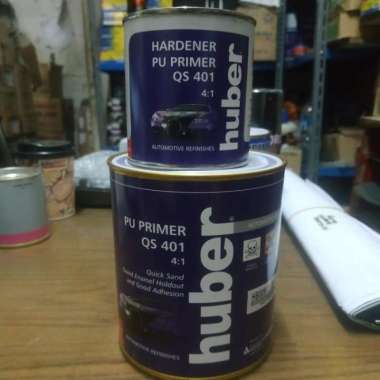 HARDENER
PU PRIMER
QS 401
4:1
huber
AUTOMOTIVE REFINISHES
PU PRIMER
QS 401
4:1
Quick Sand
Good Enamel Holdout
and Good Adhesion
huber
AUTOMOTIVE REFINISHES